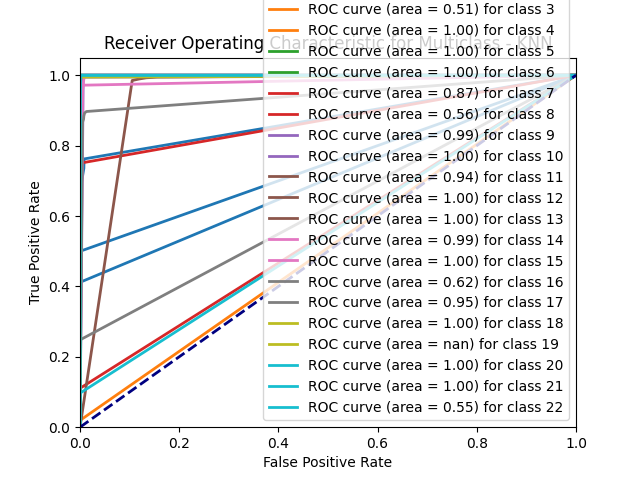 ROC curve (area = 0.51) for class 3
Receiver Operating Characteristic for Multiclass - KNN
ROC curve (area = 1.00) for class 4
ROC curve (area = 1.00) for class 5
ROC curve (area = 1.00) for class 6
ROC curve (area = 0.87) for class 7
ROC curve (area = 0.56) for class 8
ROC curve (area = 0.99) for class 9
ROC curve (area = 1.00) for class 10
ROC curve (area = 0.94) for class 11
ROC curve (area = 1.00) for class 12
ROC curve (area = 1.00) for class 13
ROC curve (area = 0.99) for class 14
ROC curve (area = 1.00) for class 15
ROC curve (area = 0.62) for class 16
ROC curve (area = 0.95) for class 17
ROC curve (area = 1.00) for class 18
ROC curve (area = nan) for class 19
ROC curve (area = 1.00) for class 20
ROC curve (area = 1.00) for class 21
ROC curve (area = 0.55) for class 22
True Positive Rate
1.0
0.8
0.6
0.4
0.2
0.0
0.0 0.2 0.4 0.6 0.8 1.0
False Positive Rate